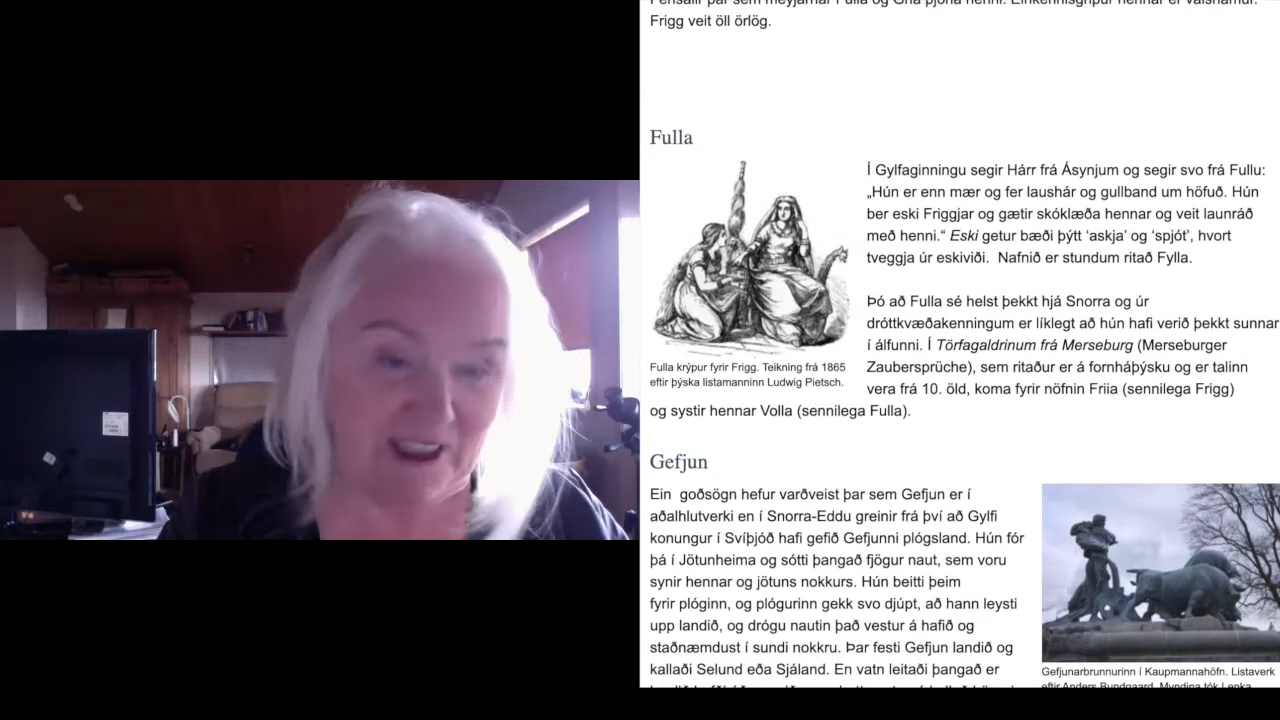 Frigg veit öll örlög.
Fulla
Í Gylfaginningu segir Hárr frá Ásynjum og segir svo frá Fullu:
„Hún er enn mær og fer laushár og gullband um höfuð. Hún
ber eski Friggjar og gætir skóklæða hennar og veit launráð
með henni.“ Eski getur bæði þýtt ‘askja’ og ‘spjót’, hvort
tveggja úr eskiviði. Nafnið er stundum ritað Fylla.
Þó að Fulla sé helst þekkt hjá Snorra og úr
dróttkvæðakenningum er líklegt að hún hafi verið þekkt sunnar
í álfunni. Í Törfagaldrinum frá Merseburg (Merseburger
Zaubersprüche), sem ritaður er á fornháþýsku og er talinn
vera frá 10. öld, koma fyrir nöfnin Friia (sennilega Frigg)
og systir hennar Volla (sennilega Fulla).
Fulla krýpur fyrir Frigg. Teikning frá 1865
eftir þýska listamanninn Ludwig Pietsch.
Gefjun
Ein goðsögn hefur varðveist þar sem Gefjun er í
aðalhlutverki en í Snorra-Eddu greinir frá því að Gylfi
konungur í Svíþjóð hafi gefið Gefjunni plógsland. Hún fór
þá í Jötunheima og sótti þangað fjögur naut, sem voru
synir hennar og jötuns nokkurs. Hún beitti þeim
fyrir plóginn, og plógurinn gekk svo djúpt, að hann leysti
upp landið, og drógu nautin það vestur á hafið og
staðnæmdust í sundi nokkru. Þar festi Gefjun landið og
kallaði Selund eða Sjáland. En vatn leitaði þangað er
Gefjunarbrunnurinn í Kaupmannahöfn. Listaverk
eftir Anders Bundgaard. Myndina tók Lenka